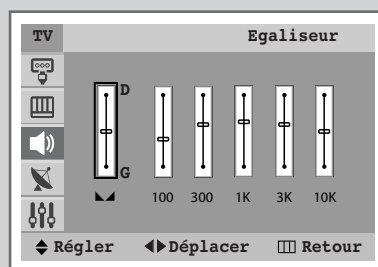 TV Egaliseur
D
G
100 300 1K 3K 10K
Régler Déplacer Retour